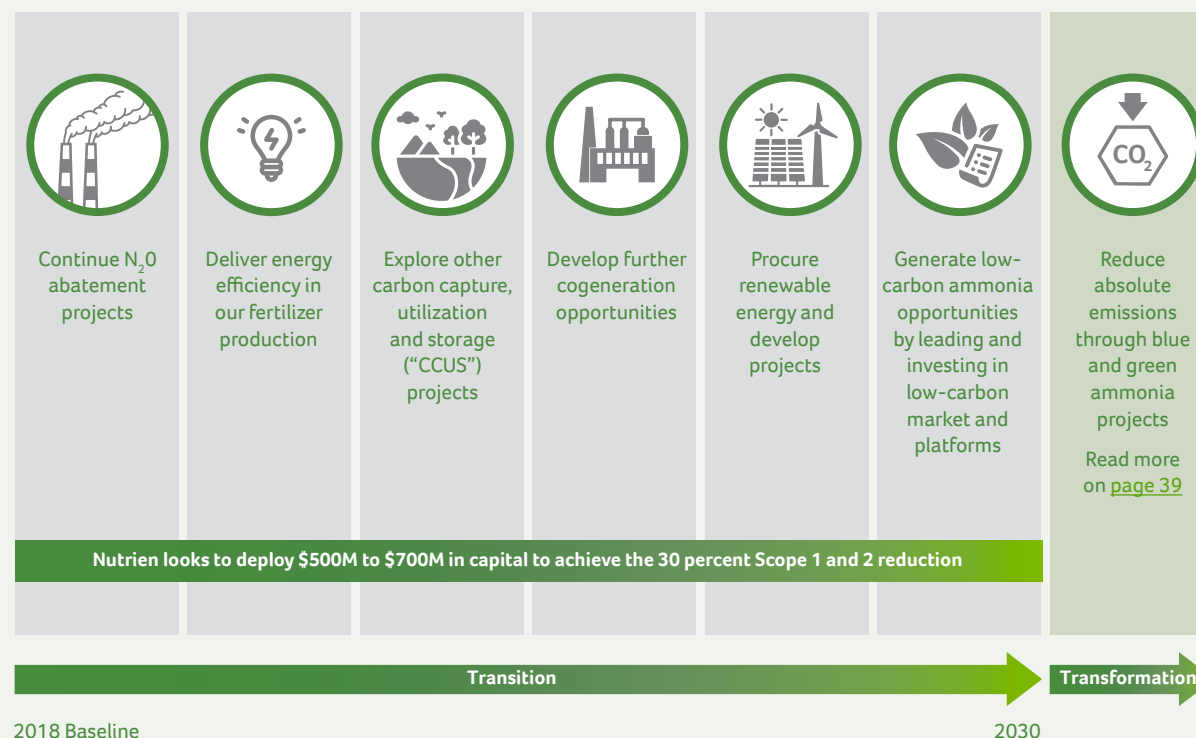 CO₂
Continue N₂0
abatement
projects
Deliver energy
efficiency in
our fertilizer
production
Explore other
carbon capture,
utilization
and storage
(“CCUS”)
projects
Develop further
cogeneration
opportunities
Procure
renewable
energy and
develop
projects
Generate low-
carbon ammonia
opportunities
by leading and
investing in
low-carbon
market and
platforms
Reduce
absolute
emissions
through blue
and green
ammonia
projects
Read more
on page 39
Nutrien looks to deploy $500M to $700M in capital to achieve the 30 percent Scope 1 and 2 reduction
Transition
Transformation
2018 Baseline
2030